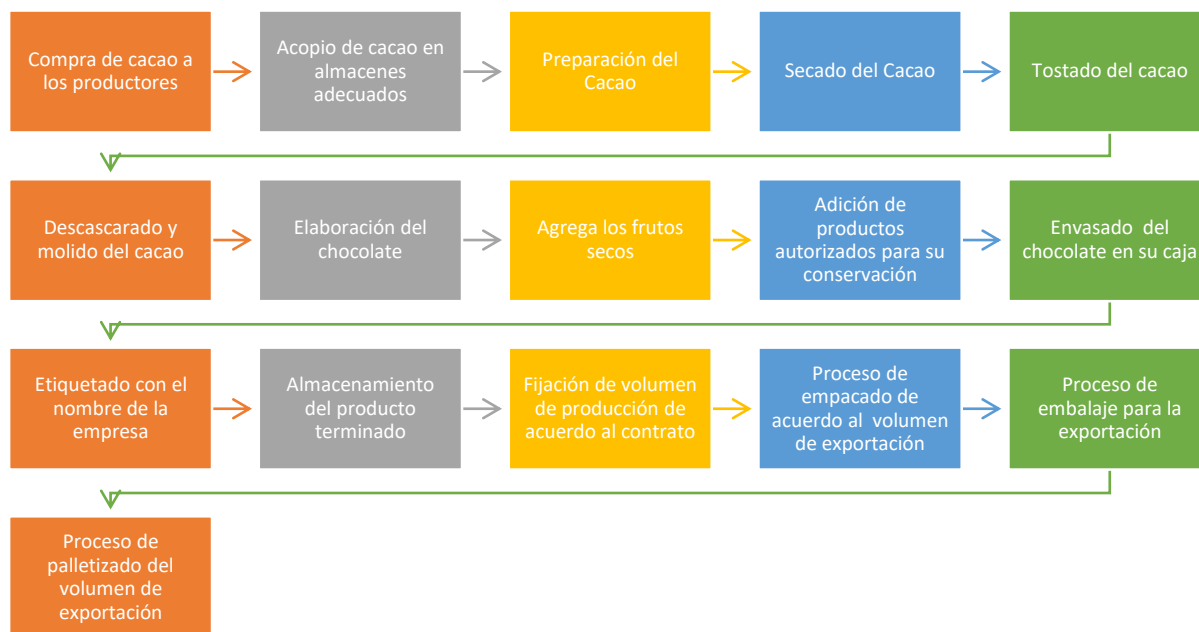 Compra de cacao a
los productores
Acopio de cacao en
almacenes
adecuados
Preparación del
Cacao
Secado del Cacao
Tostado del cacao
Descascarado y
molido del cacao
Elaboración del
chocolate
Agrega los frutos
secos
Adición de
productos
autorizados para su
conservación
Envasado del
chocolate en su caja
Etiquetado con el
nombre de la
empresa
Almacenamiento
del producto
terminado
Fijación de volumen
de producción de
acuerdo al contrato
Proceso de
empacado de
acuerdo al volumen
de exportación
Proceso de
embalaje para la
exportación
Proceso de
palletizado del
volumen de
exportación